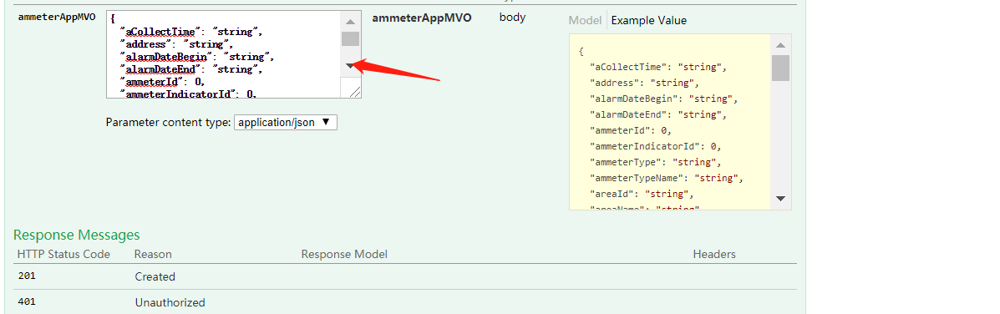 ammeterAppMVO
{
"aCollectTime": "string",
"address": "string",
"alarmDateBegin": "string",
"alarmDateEnd": "string",
"ammeterId": 0,
"ammeterIndicatorId": 0,
Parameter content type: application/json
ammeterAppMVO
body
Model Example Value
{
"aCollectTime": "string",
"address": "string",
"alarmDateBegin": "string",
"alarmDateEnd": "string",
"ammeterId": 0,
"ammeterIndicatorId": 0,
"ammeterType": "string",
"ammeterTypeName": "string",
"areaId": "string",
"areaName": "string"
Response Messages
HTTP Status Code Reason Response Model Headers
201 Created
401 Unauthorized